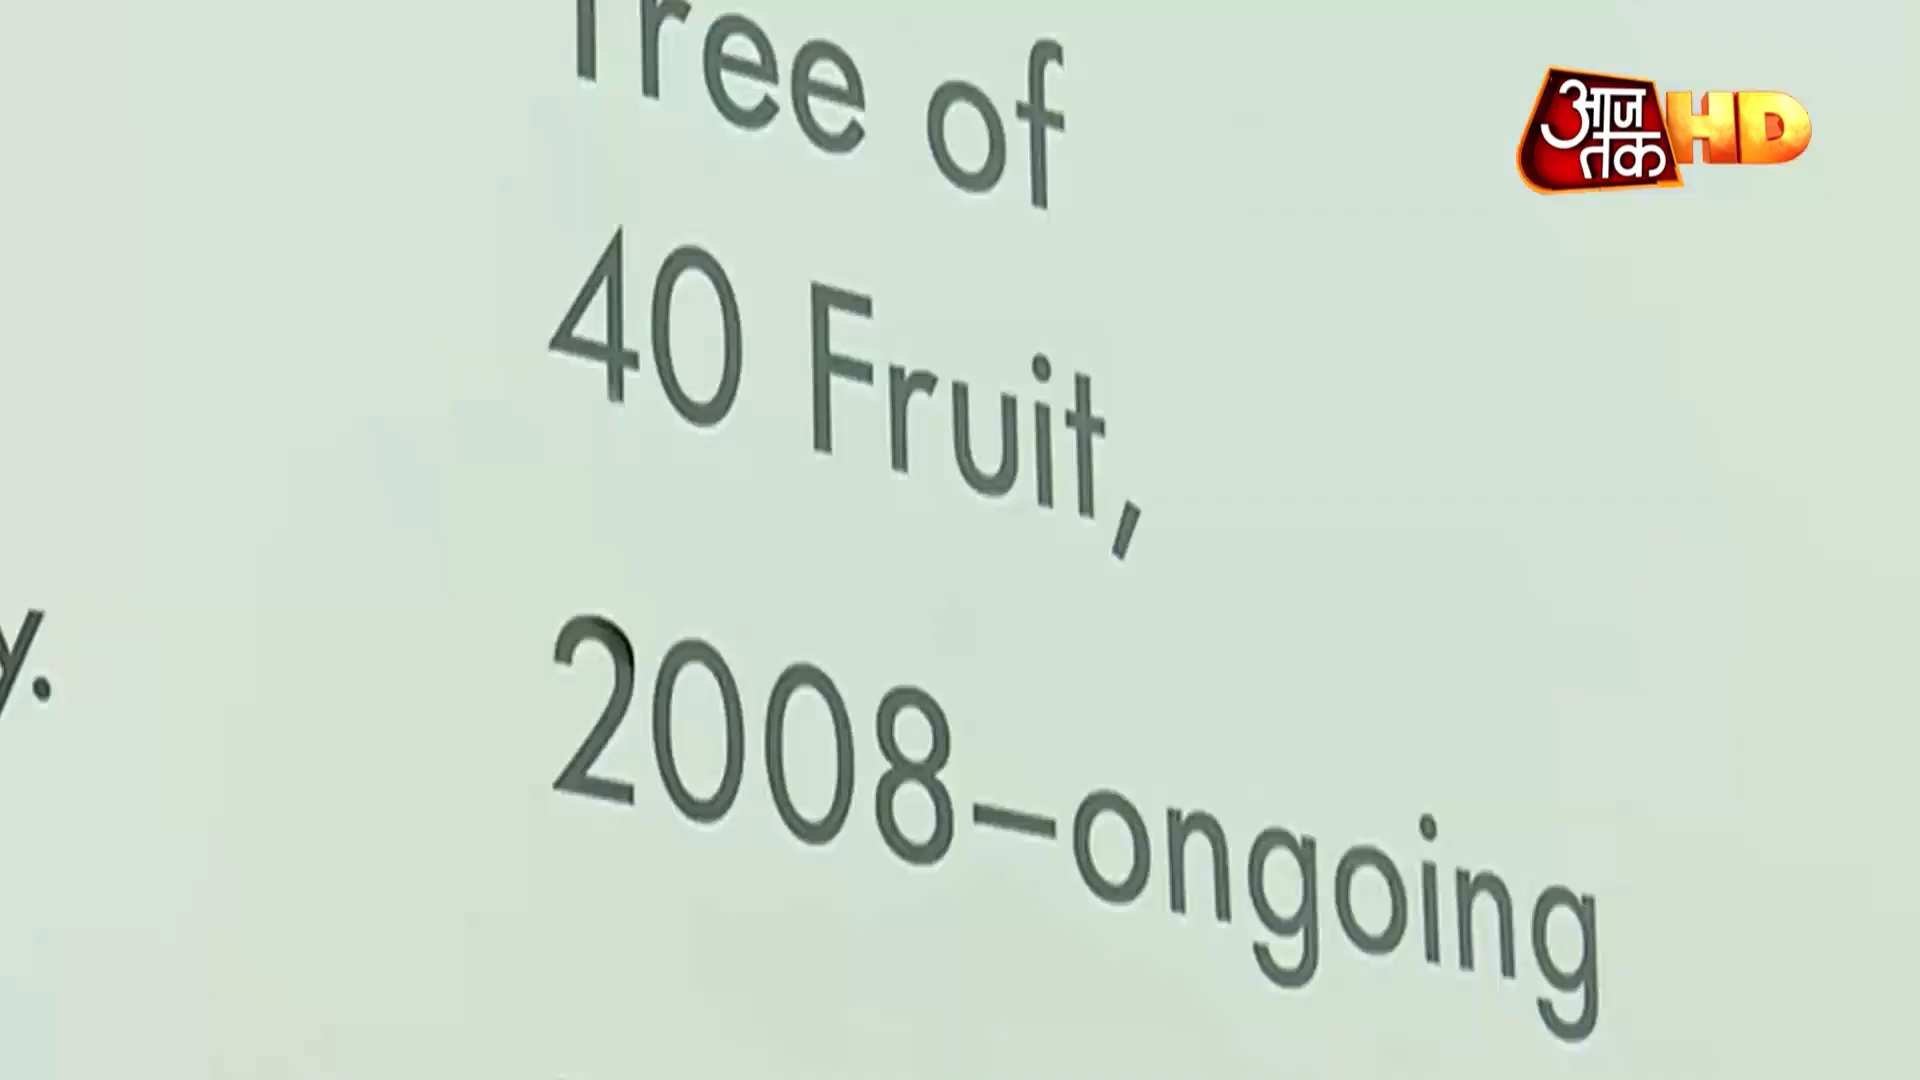 Tree of
40 Fruit,
2008–ongoing
y.
आज
तक
HD